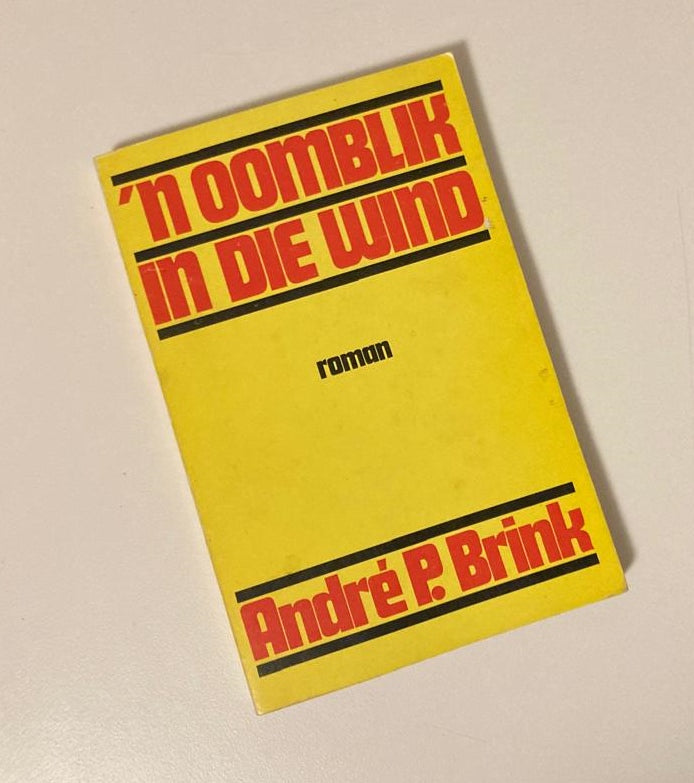 'n OOMBLIK
in DIE WIND
roman
André P. Brink